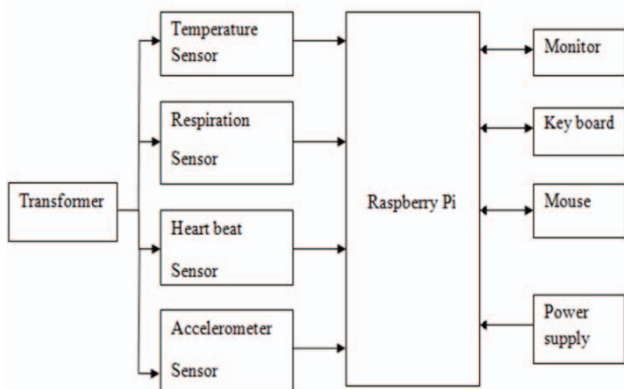 Temperature
Sensor
Respiration
Sensor
Transformer
Heart beat
Sensor
Accelerometer
Sensor
Raspberry Pi
Monitor
Key board
Mouse
Power
supply